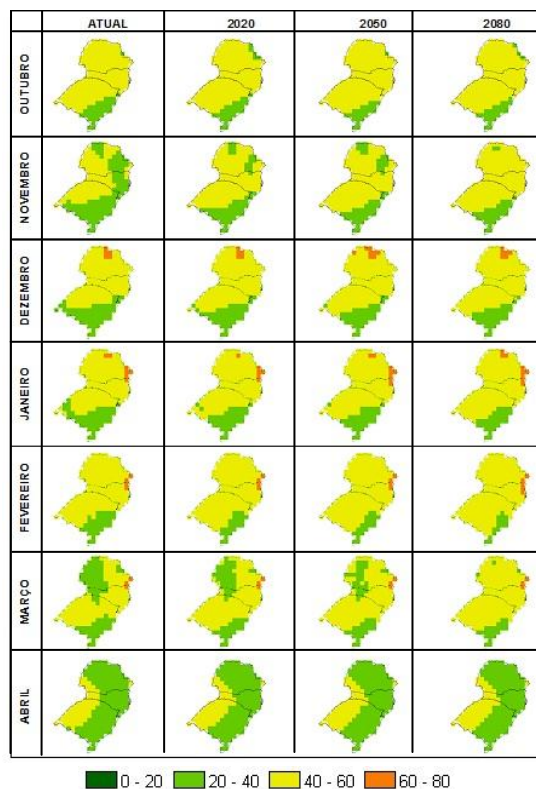 ATUAL 2020 2050 2080
OUTUBRO
NOVEMBRO
DEZEMBRO
JANEIRO
FEVEREIRO
MARÇO
ABRIL
0 - 20 20 - 40 40 - 60 60 - 80